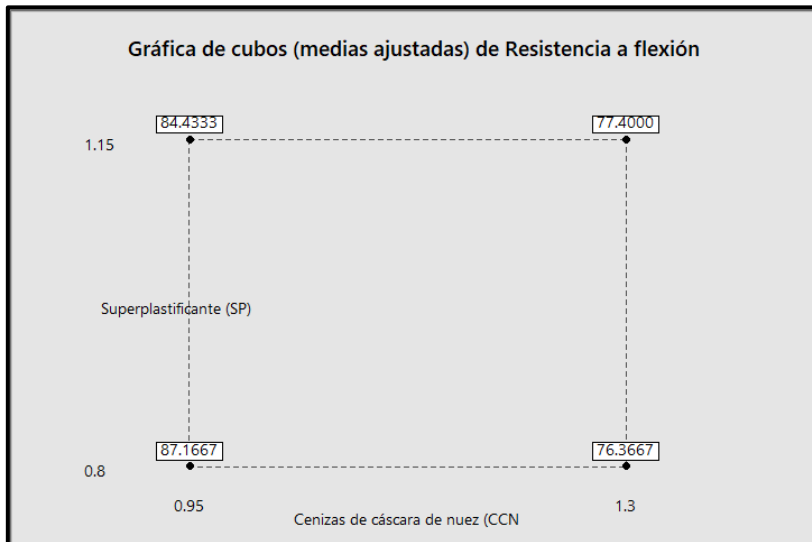 Gráfica de cubos (medias ajustadas) de Resistencia a flexión
84.4333 77.4000
1.15
Superplastificante (SP)
87.1667 76.3667
0.8
0.95 1.3
Cenizas de cáscara de nuez (CCN